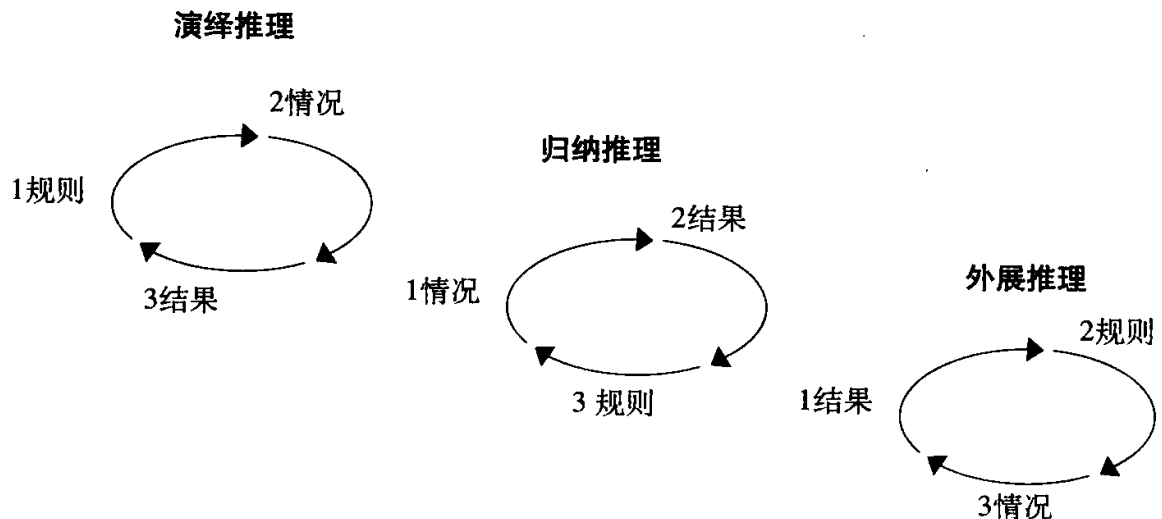 演绎推理
2情况
1规则
3结果
归纳推理
2结果
1情况
3 规则
外展推理
2规则
1结果
3情况